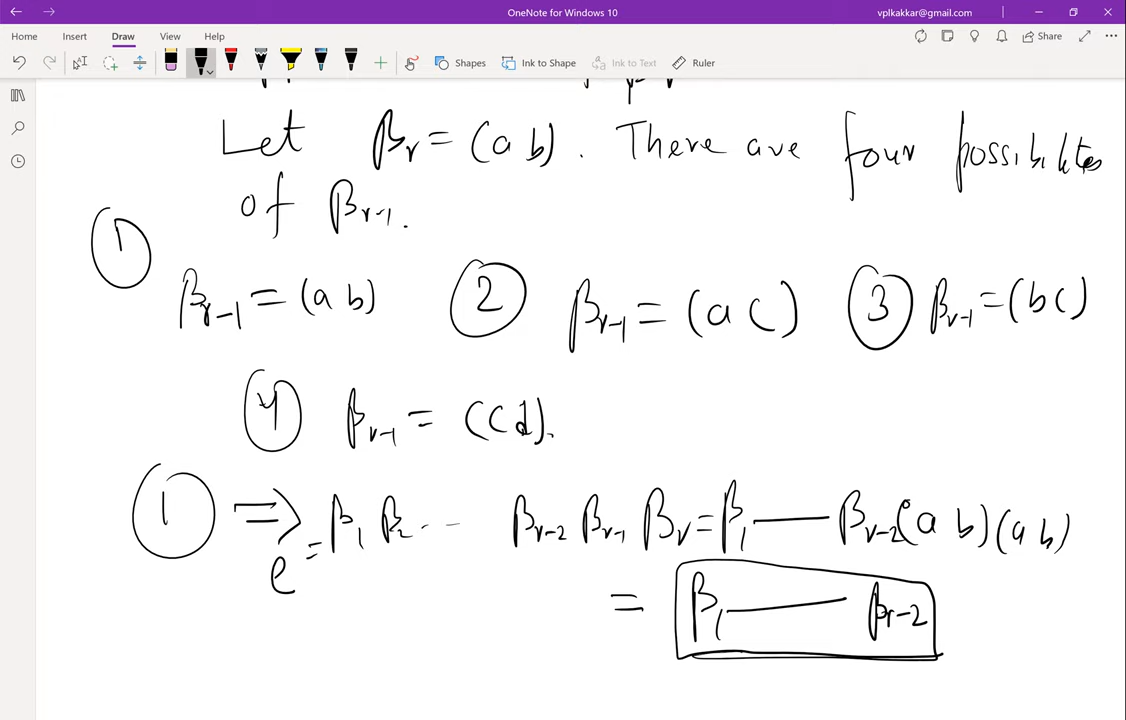 OneNote for Windows 10
vplkakkar@gmail.com
Home Insert Draw View Help
Share
Shapes Ink to Shape Ink to Text Ruler
Let βr = (a b). There are four possibilites
of βr-1.
① βr-1 = (a b) ② βr-1 = (a c) ③ βr-1 = (b c)
④ βr-1 = (c d).
① ⇒ e = β1 β2 -- βr-2 βr-1 βr = β1 — βr-2 (a b)(a b)
= β1 — βr-2